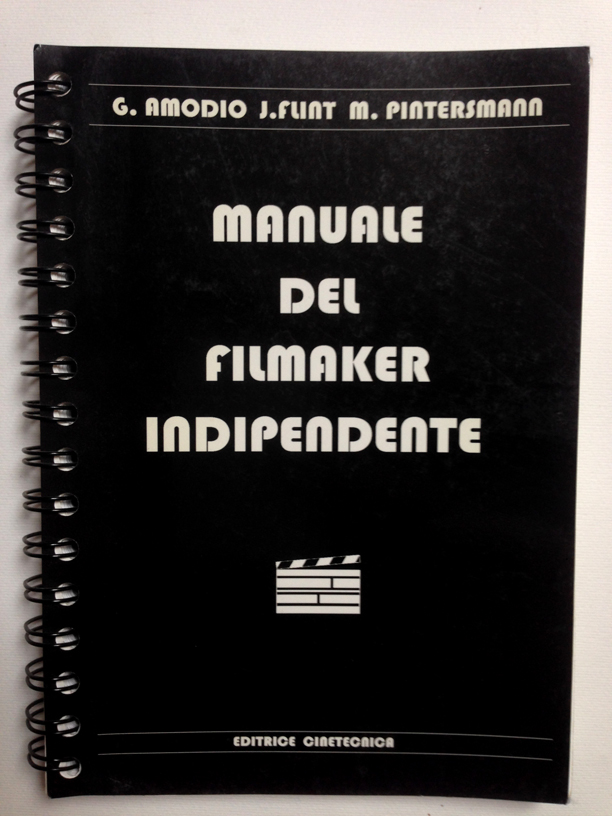 G. AMODIO J.FLINT M. PINTERSMANN
MANUALE
DEL
FILMAKER
INDIPENDENTE
EDITRICE CINETECNICA